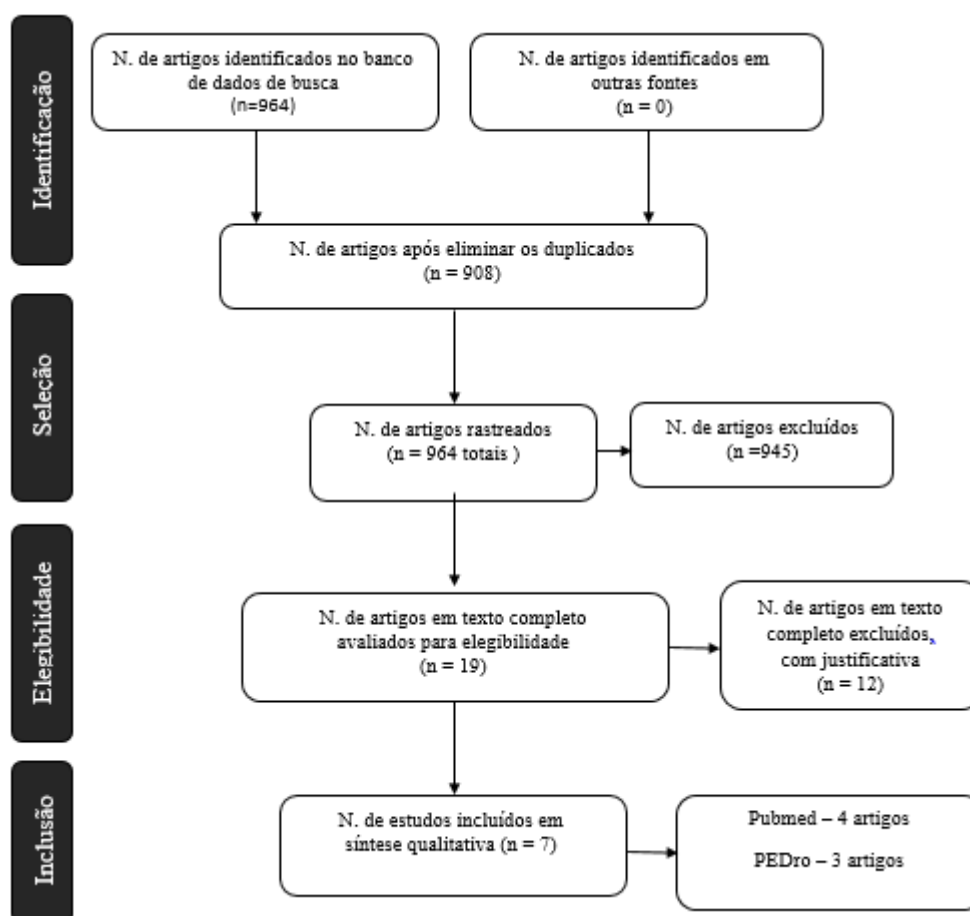 Identificação
N. de artigos identificados no banco
de dados de busca
(n=964)
N. de artigos identificados em
outras fontes
(n = 0)
N. de artigos após eliminar os duplicados
(n = 908)
Seleção
N. de artigos rastreados
(n = 964 totais )
N. de artigos excluídos
(n =945)
Elegibilidade
N. de artigos em texto completo
avaliados para elegibilidade
(n = 19)
N. de artigos em texto
completo excluídos,
com justificativa
(n = 12)
Inclusão
N. de estudos incluídos em
síntese qualitativa (n = 7)
Pubmed – 4 artigos
PEDro – 3 artigos